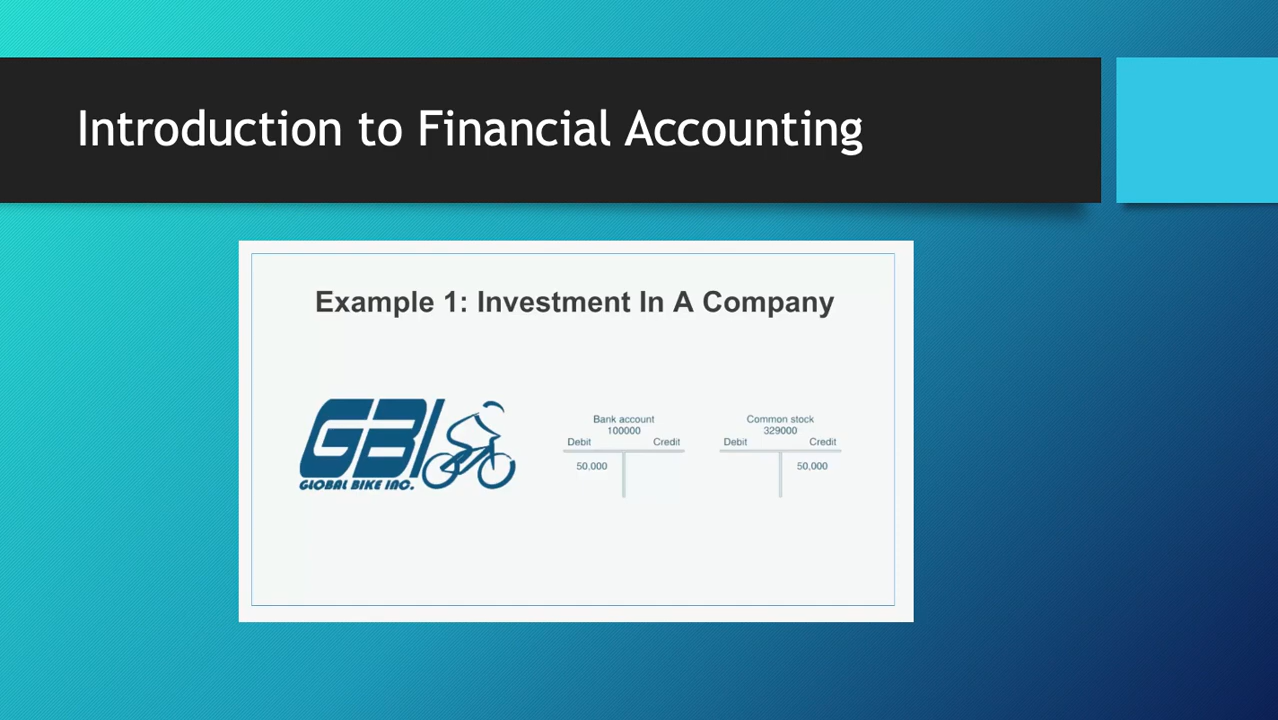 Introduction to Financial Accounting
Example 1: Investment In A Company
GBI
GLOBAL BIKE INC.
Bank account
100000
Debit Credit
50,000
Common stock
329000
Debit Credit
50,000